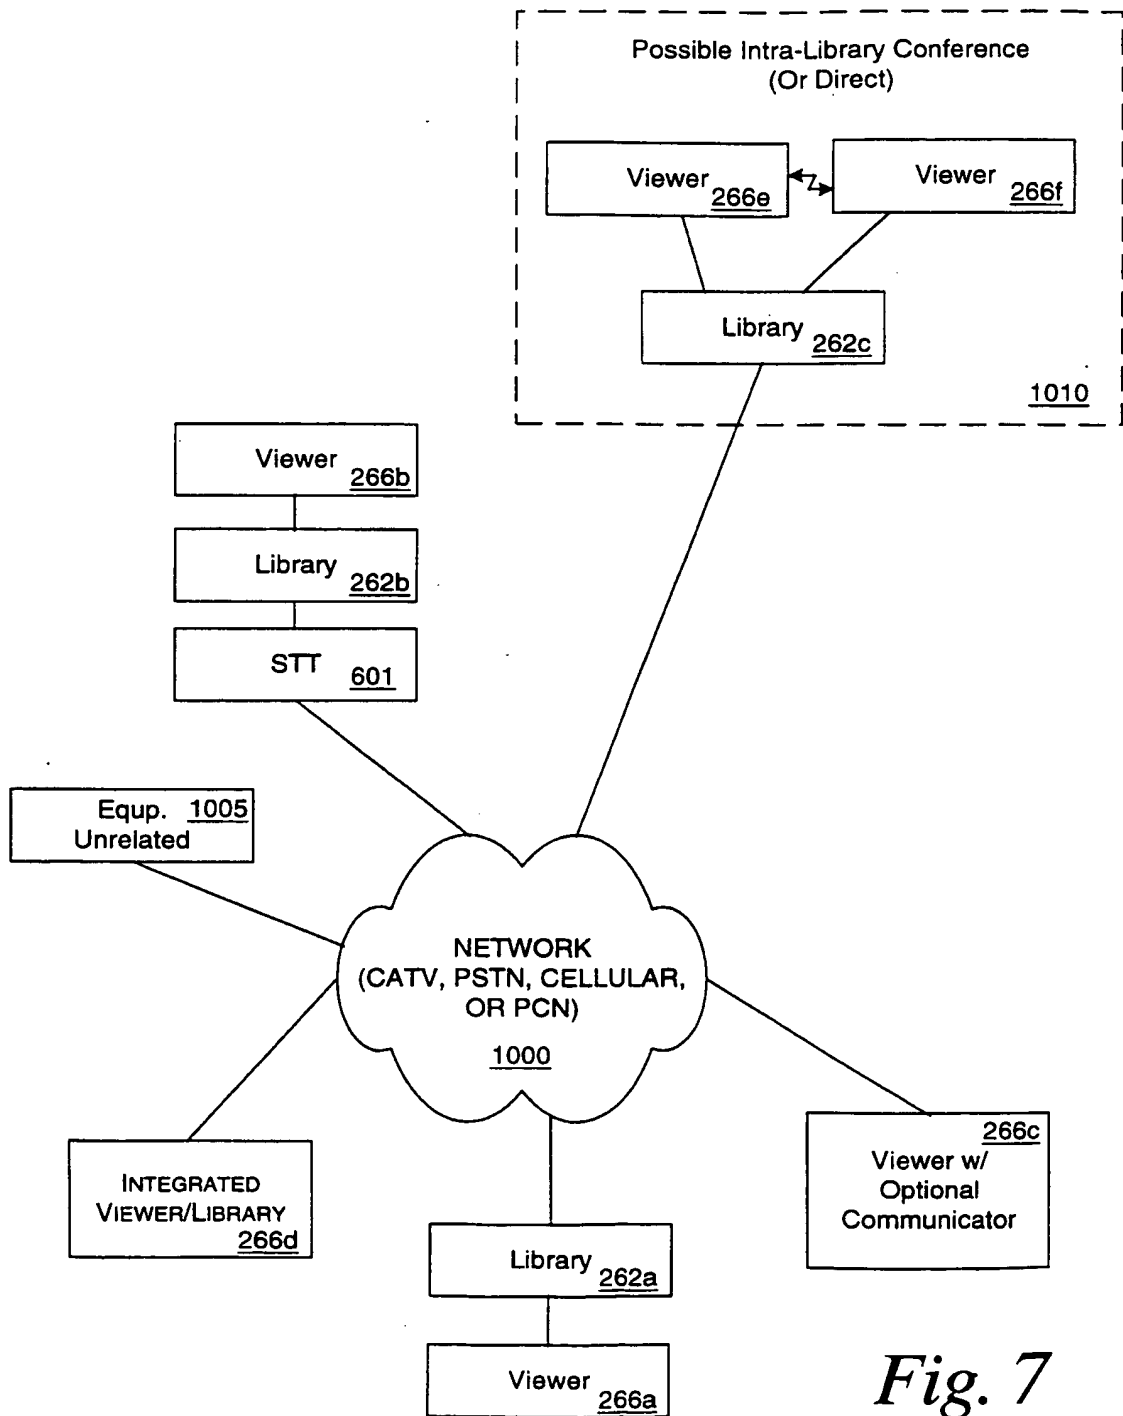 Possible Intra-Library Conference
(Or Direct)
Viewer 266e
Viewer 266f
Library 262c
1010
Viewer 266b
Library 262b
STT 601
Equp. 1005
Unrelated
NETWORK
(CATV, PSTN, CELLULAR,
OR PCN)
1000
266c
Viewer w/
Optional
Communicator
INTEGRATED
VIEWER/LIBRARY
266d
Library 262a
Viewer 266a
Fig. 7